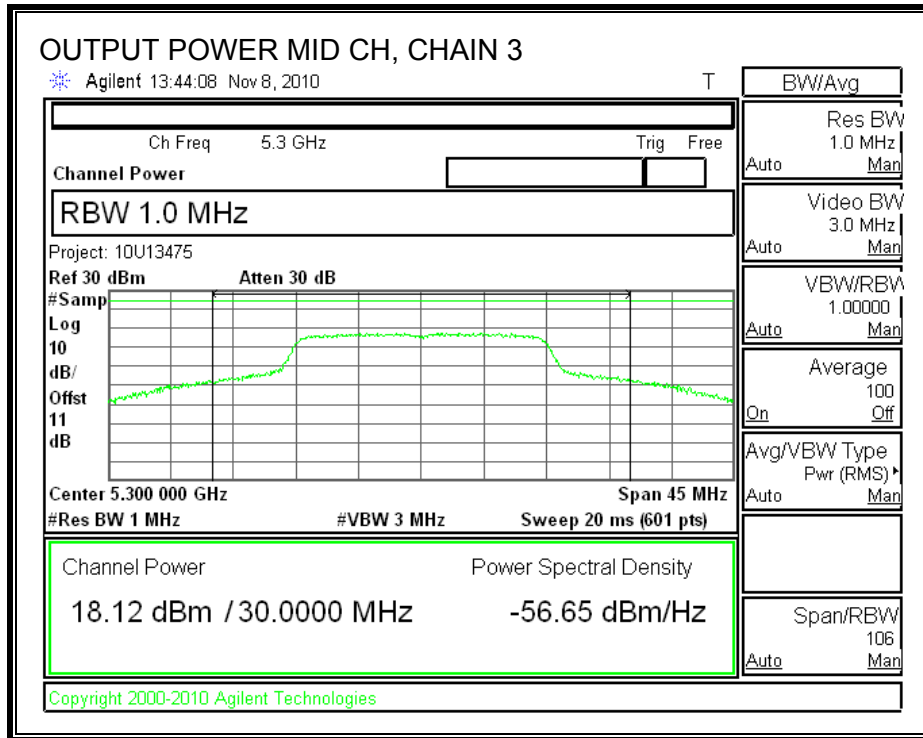 OUTPUT POWER MID CH, CHAIN 3
Agilent 13:44:08 Nov 8, 2010 T
Ch Freq 5.3 GHz Trig Free
Channel Power
RBW 1.0 MHz
Project: 10U13475
Ref 30 dBm Atten 30 dB
#Samp
Log
10
dB/
Offst
11
dB
Center 5.300 000 GHz Span 45 MHz
#Res BW 1 MHz #VBW 3 MHz Sweep 20 ms (601 pts)
Channel Power Power Spectral Density
18.12 dBm / 30.0000 MHz -56.65 dBm/Hz
Copyright 2000-2010 Agilent Technologies
BW/Avg
Res BW
1.0 MHz
Auto Man
Video BW
3.0 MHz
Auto Man
VBW/RBW
1.00000
Auto Man
Average
100
On Off
Avg/VBW Type
Pwr (RMS)
Auto Man
Span/RBW
106
Auto Man